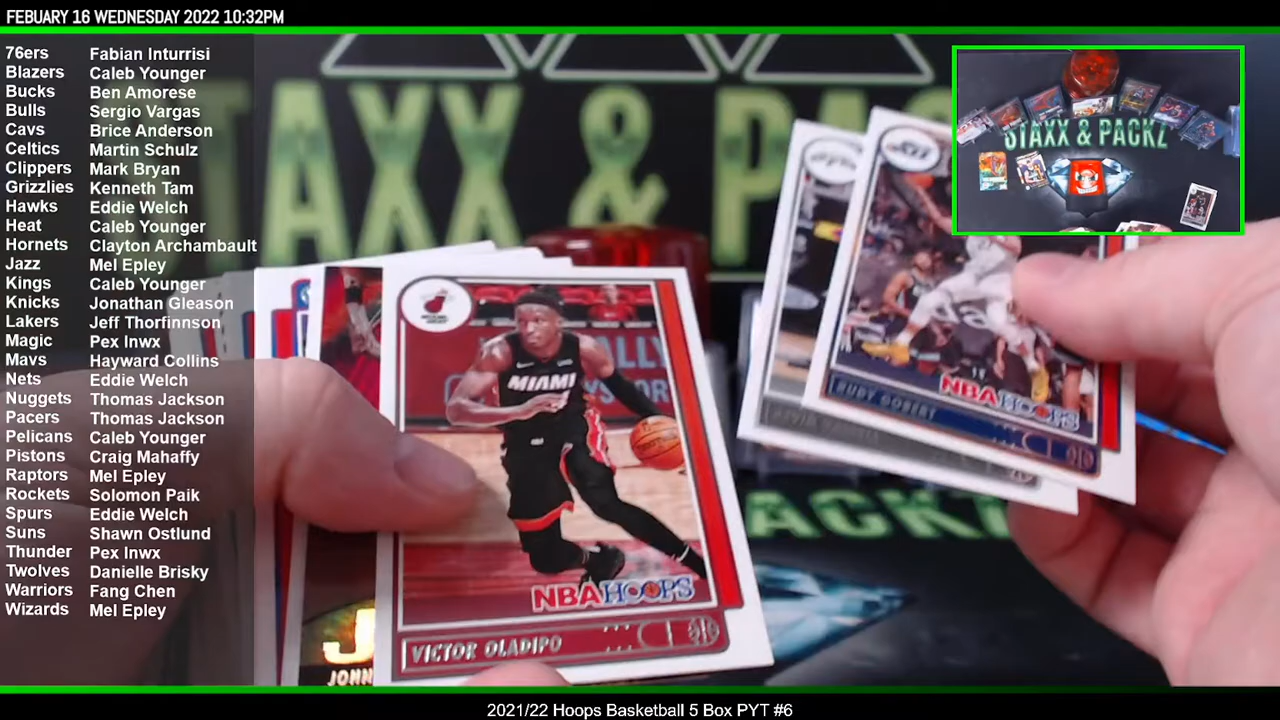 FEBUARY 16 WEDNESDAY 2022 10:32PM
76ers Fabian Inturrisi
Blazers Caleb Younger
Bucks Ben Amorese
Bulls Sergio Vargas
Cavs Brice Anderson
Celtics Martin Schulz
Clippers Mark Bryan
Grizzlies Kenneth Tam
Hawks Eddie Welch
Heat Caleb Younger
Hornets Clayton Archambault
Jazz Mel Epley
Kings Caleb Younger
Knicks Jonathan Gleason
Lakers Jeff Thorfinnson
Magic Pex Inwx
Mavs Hayward Collins
Nets Eddie Welch
Nuggets Thomas Jackson
Pacers Thomas Jackson
Pelicans Caleb Younger
Pistons Craig Mahaffy
Raptors Mel Epley
Rockets Solomon Paik
Spurs Eddie Welch
Suns Shawn Ostlund
Thunder Pex Inwx
Twolves Danielle Brisky
Warriors Fang Chen
Wizards Mel Epley
STAXX & PACKZ
STAXX & PACKZ
MIAMI
NBA HOOPS
VICTOR OLADIPO
NBA HOOPS
RUDY GOBERT
PACKZ
JOHN
2021/22 Hoops Basketball 5 Box PYT #6